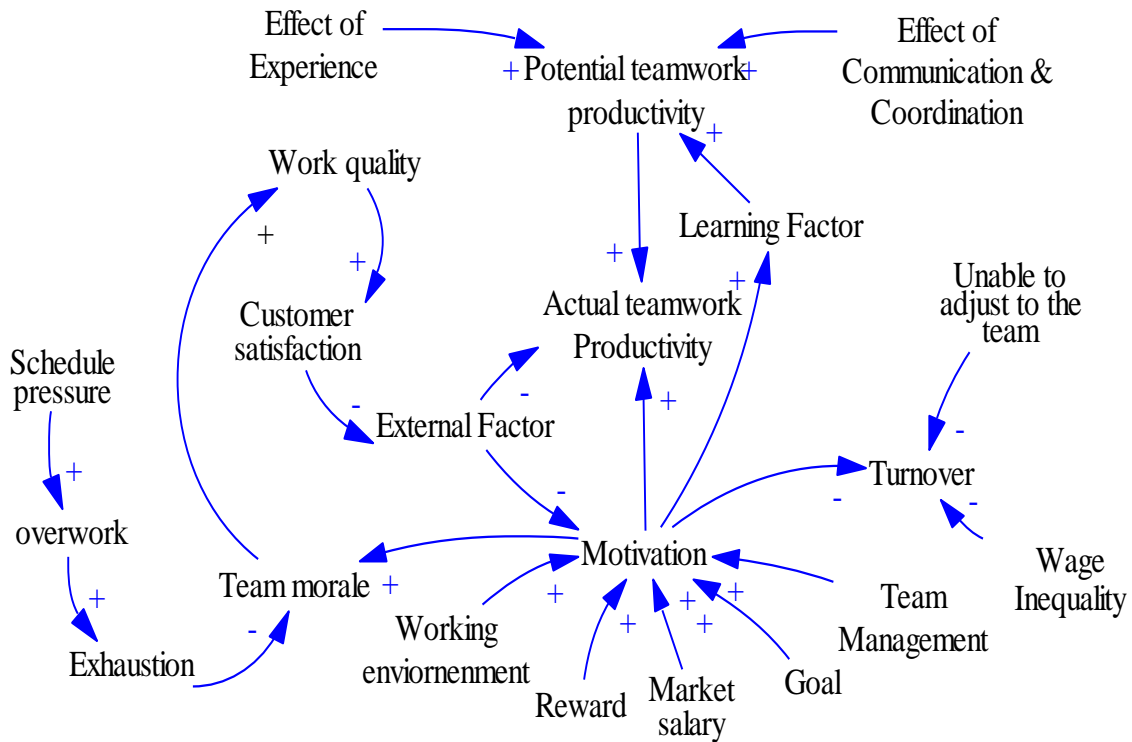 Effect of
Experience
Effect of
Communication &
Coordination
+
Potential teamwork
+
productivity
+
Work quality
+
+
Learning Factor
+
+
Unable to
adjust to the
team
Actual teamwork
Productivity
Customer
satisfaction
Schedule
pressure
-
-
+
External Factor
-
+
Turnover
-
-
-
overwork
Motivation
Team morale
+
+
+
+
+
+
+
-
Working
enviornenment
Team
Management
Wage
Inequality
Exhaustion
Reward
Market
salary
Goal